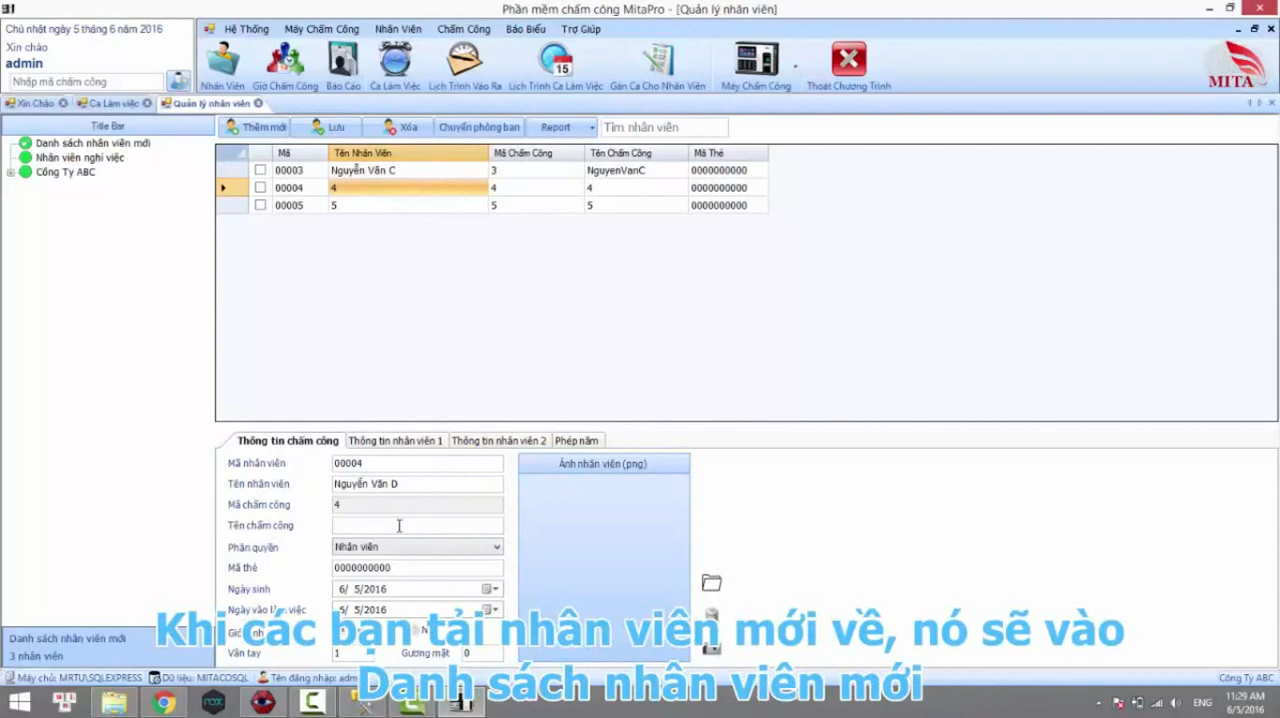 Phần mềm chấm công MitaPro - [Quản lý nhân viên]
Chủ nhật ngày 5 tháng 6 năm 2016
Xin chào
admin
Nhập mã chấm công
Hệ Thống Máy Chấm Công Nhân Viên Chấm Công Báo Biểu Trợ Giúp
Nhân Viên Giờ Chấm Công Báo Cáo Ca Làm Việc Lịch Trình Vào Ra Lịch Trình Ca Làm Việc Gán Ca Cho Nhân Viên Máy Chấm Công Thoát Chương Trình
15
MITA
Xin Chào Ca Làm việc Quản lý nhân viên
Title Bar
Danh sách nhân viên mới
Nhân viên nghỉ việc
Công Ty ABC
Thêm mới Lưu Xóa Chuyển phòng ban Report Tìm nhân viên
Mã Tên Nhân Viên Mã Chấm Công Tên Chấm Công Mã Thẻ
00003 Nguyễn Văn C 3 NguyenVanC 0000000000
00004 4 4 4 0000000000
00005 5 5 5 0000000000
Thông tin chấm công Thông tin nhân viên 1 Thông tin nhân viên 2 Phép năm
Mã nhân viên 00004
Tên nhân viên Nguyễn Văn D
Mã chấm công 4
Tên chấm công
Phân quyền Nhân viên
Mã thẻ 0000000000
Ngày sinh 6/ 5/2016
Ngày vào làm việc 5/2016
Vân tay 1 Gương mặt 0
Ảnh nhân viên (png)
Khi các bạn tải nhân viên mới về, nó sẽ vào
Danh sách nhân viên mới
Danh sách nhân viên mới
3 nhân viên
Máy chủ: MRTU\SQLEXPRESS Dữ liệu: MITACOSQL Tên đăng nhập: adm
Công Ty ABC
nox
ENG
11:29 AM
6/5/2016